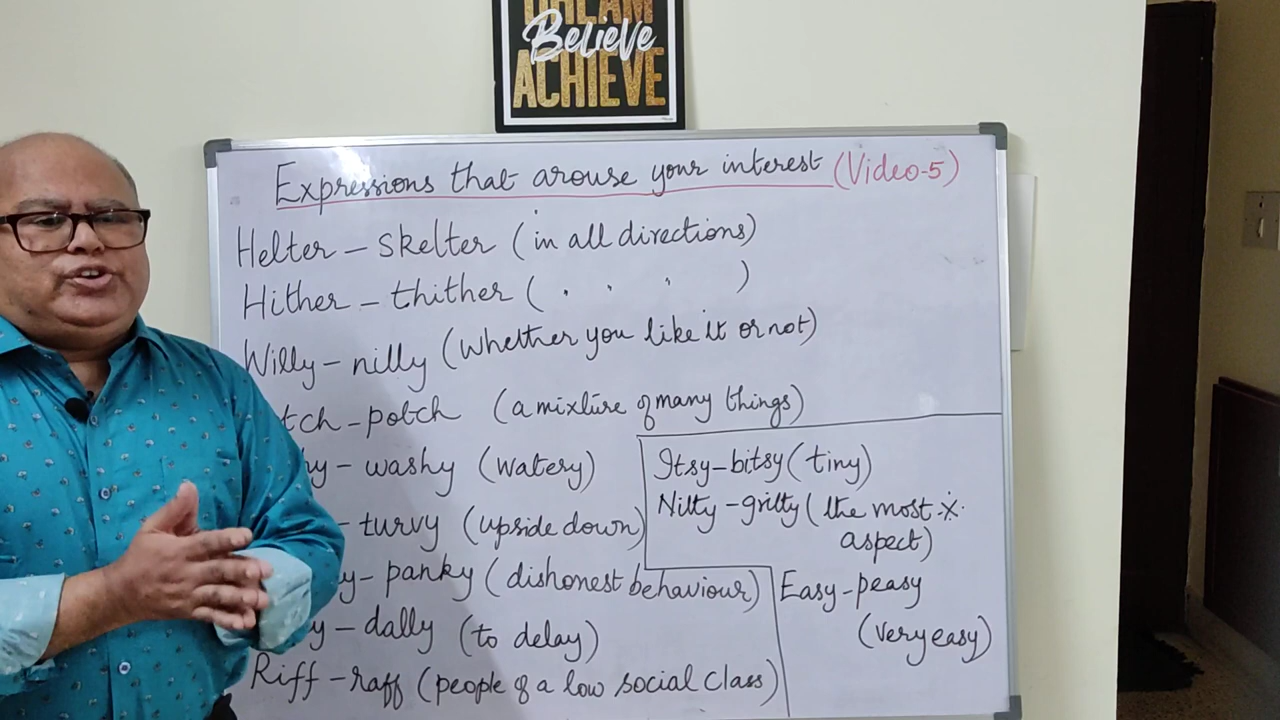 DREAM
Believe
ACHIEVE
Expressions that arouse your interest (Video-5)
Helter - skelter (in all directions)
Hither - thither ( " " " )
Willy - nilly (whether you like it or not)
tch - potch (a mixture of many things)
hy - washy (watery)
- turvy (upside down)
y - panky (dishonest behaviour)
y - dally (to delay)
Riff - raff (people of a low social class)
Itsy - bitsy (tiny)
Nitty - gritty (the most ※
aspect)
Easy - peasy
(very easy)